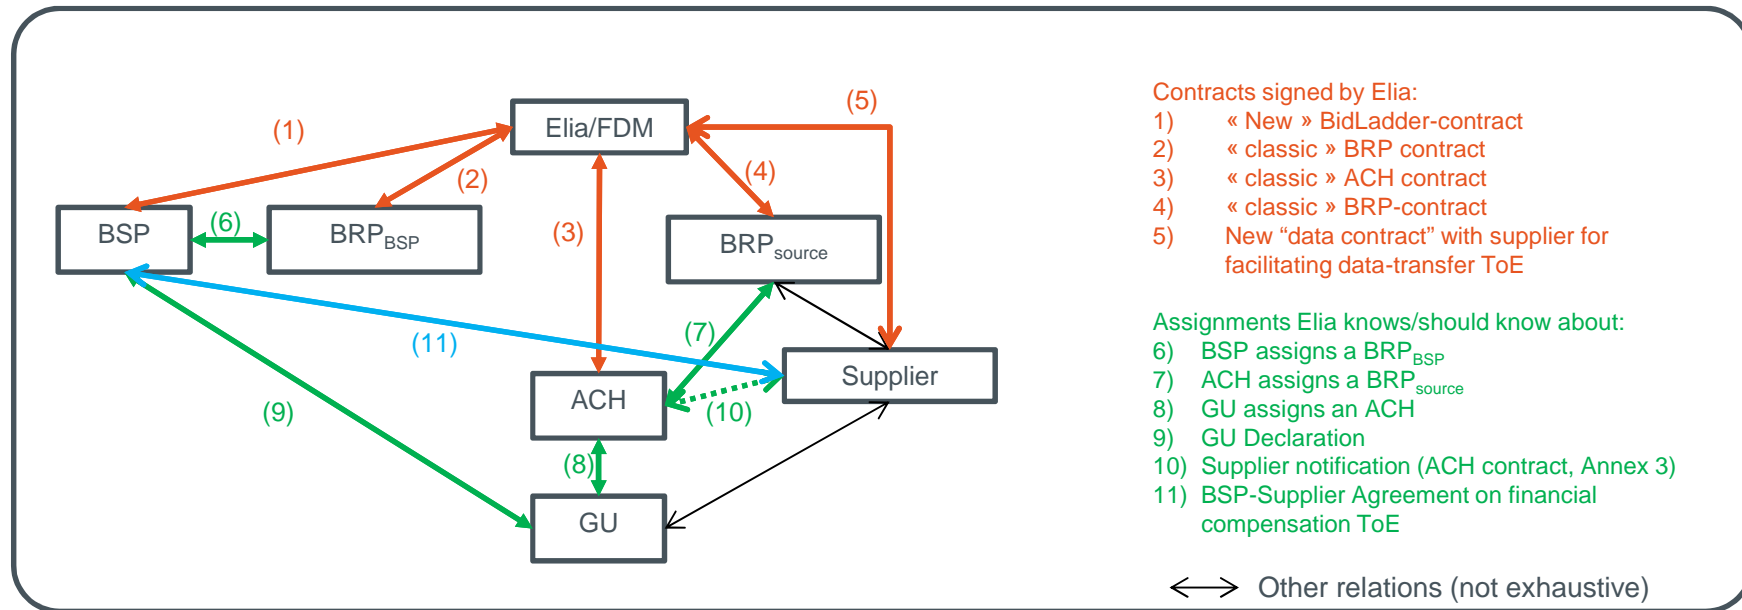 Elia/FDM
BSP
BRPBSP
BRPsource
ACH
Supplier
GU
(1)
(2)
(3)
(4)
(5)
(6)
(7)
(8)
(9)
(10)
(11)
Contracts signed by Elia:
1) « New » BidLadder-contract
2) « classic » BRP contract
3) « classic » ACH contract
4) « classic » BRP-contract
5) New “data contract” with supplier for
facilitating data-transfer ToE
Assignments Elia knows/should know about:
6) BSP assigns a BRPBSP
7) ACH assigns a BRPsource
8) GU assigns an ACH
9) GU Declaration
10) Supplier notification (ACH contract, Annex 3)
11) BSP-Supplier Agreement on financial
compensation ToE
Other relations (not exhaustive)